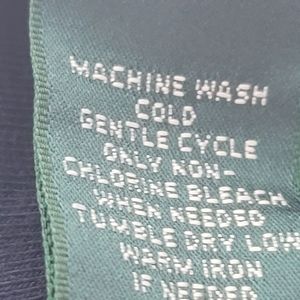 MACHINE WASH
COLD
GENTLE CYCLE
ONLY NON-
CHLORINE BLEACH
WHEN NEEDED
TUMBLE DRY LOW
WARM IRON
IF NEEDED